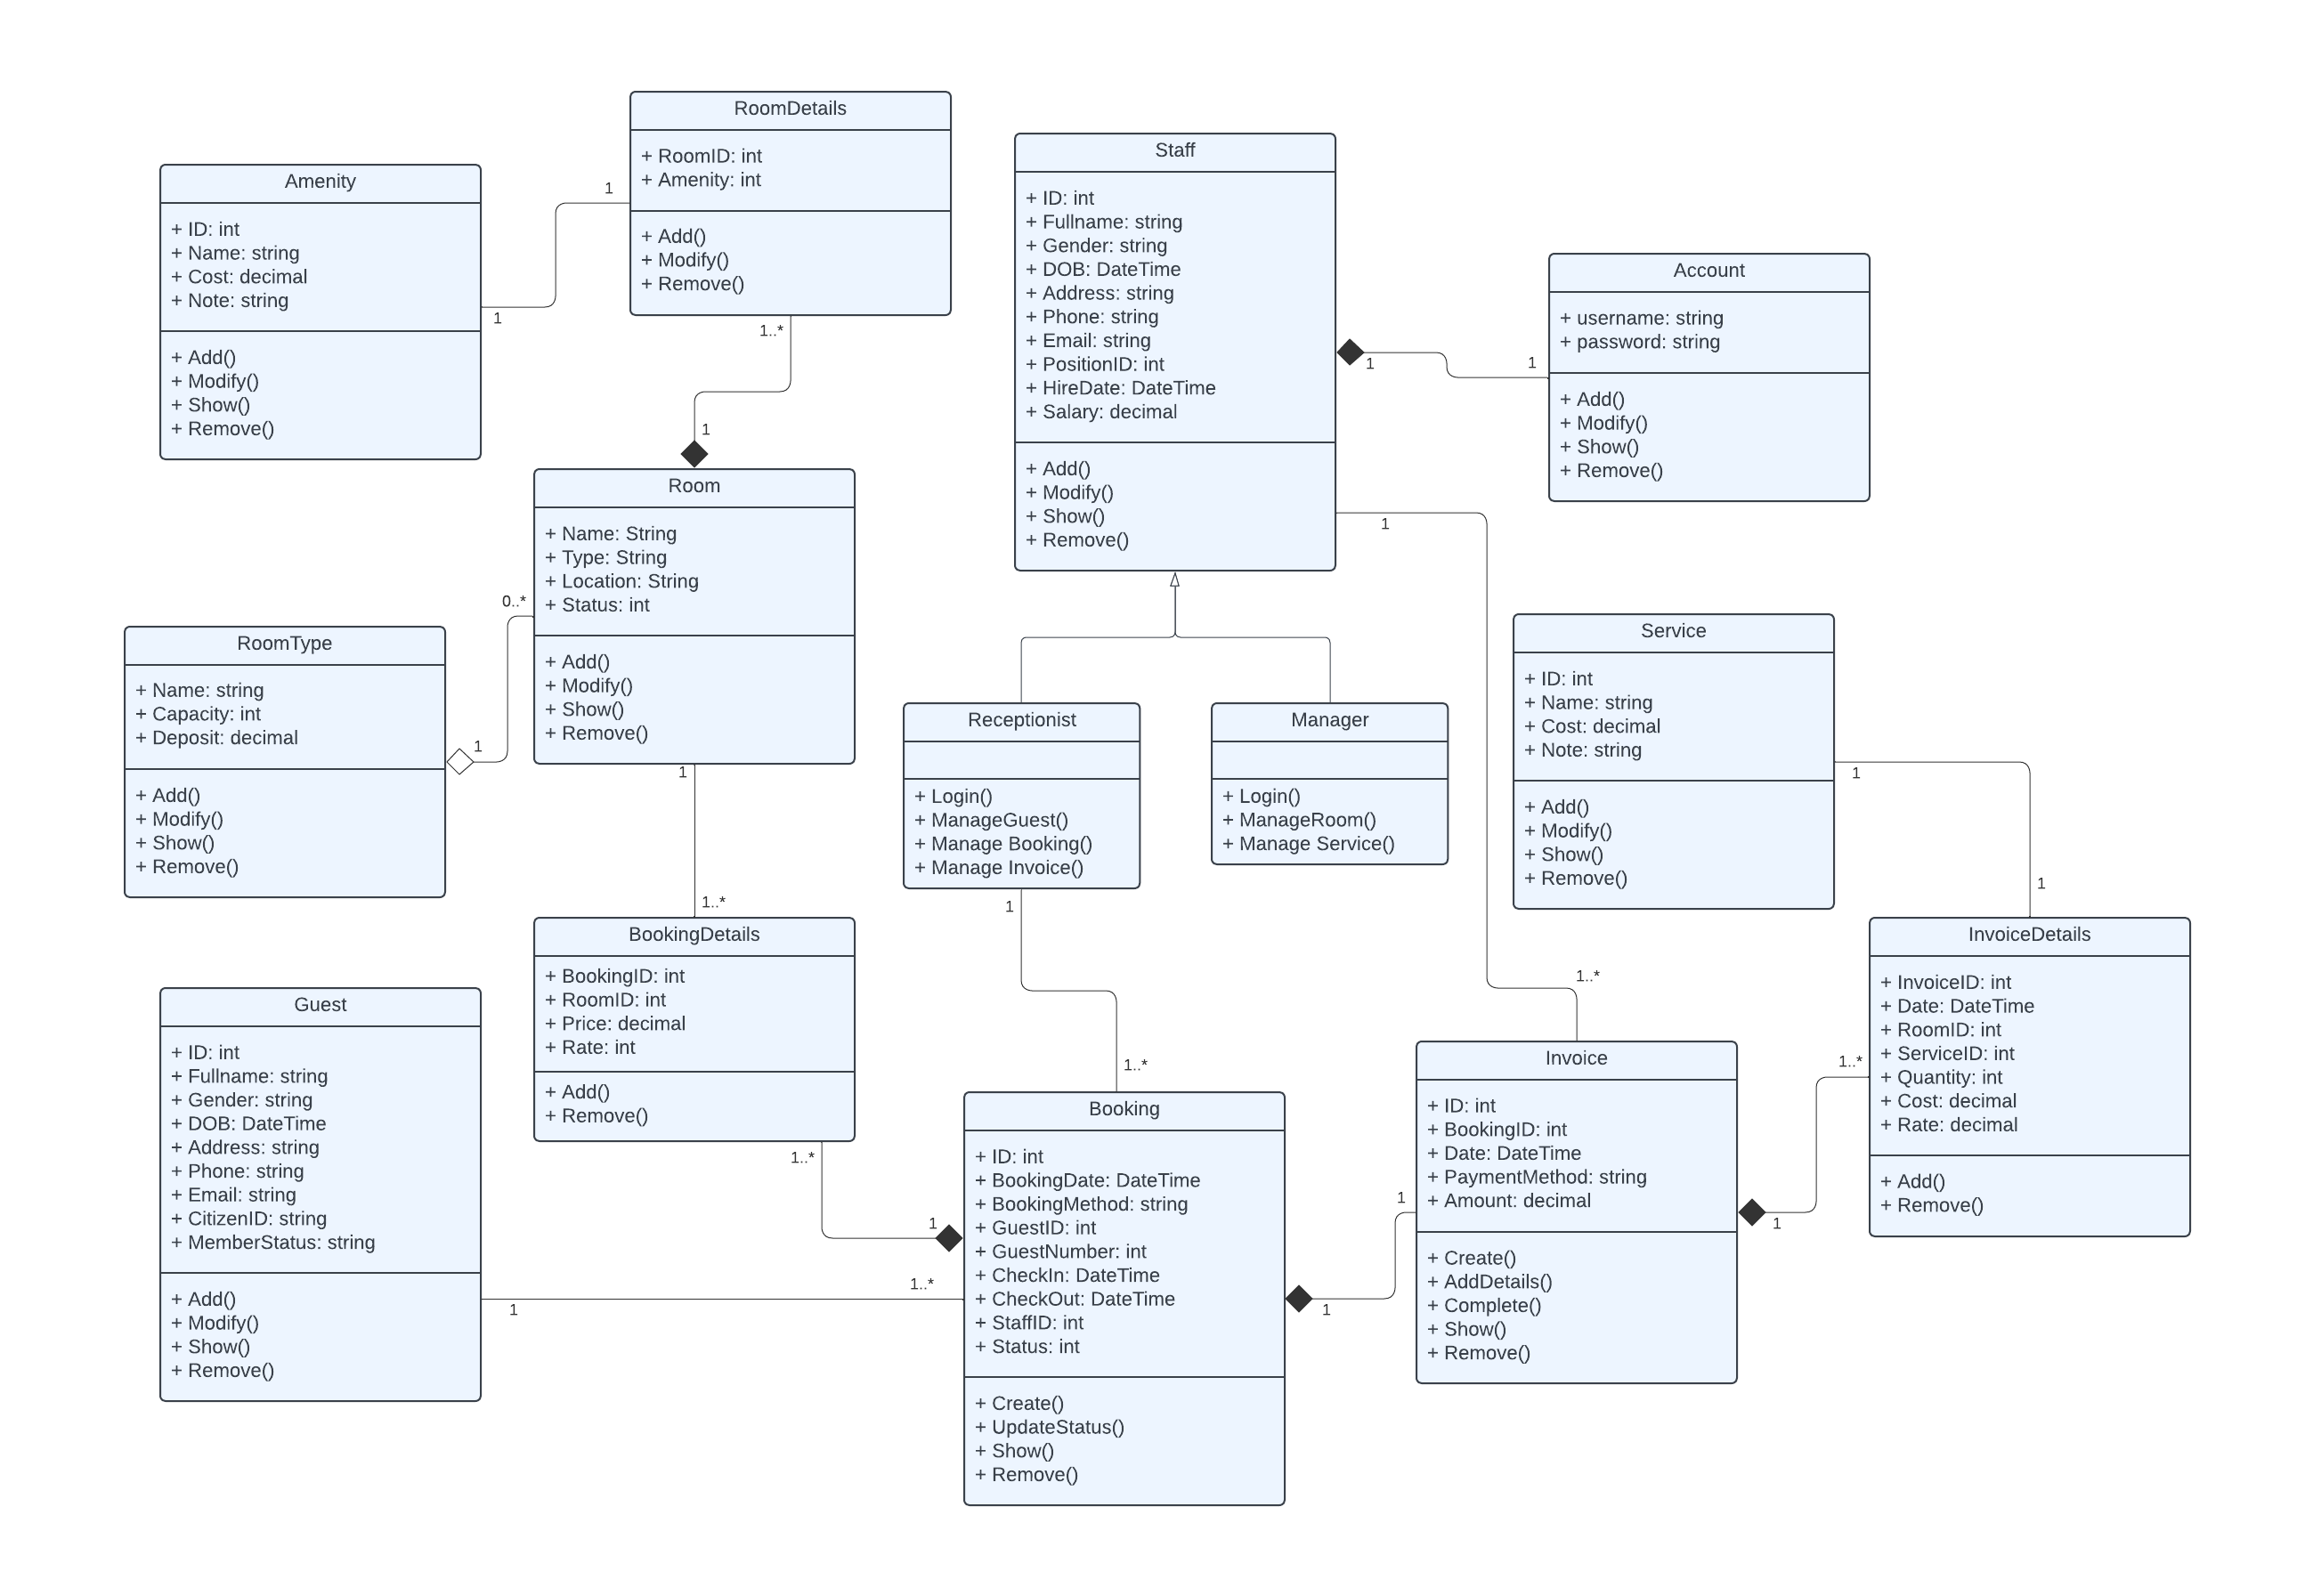 RoomDetails
+ RoomID: int
+ Amenity: int
+ Add()
+ Modify()
+ Remove()
Staff
+ ID: int
+ Fullname: string
+ Gender: string
+ DOB: DateTime
+ Address: string
+ Phone: string
+ Email: string
+ PositionID: int
+ HireDate: DateTime
+ Salary: decimal
+ Add()
+ Modify()
+ Show()
+ Remove()
Amenity
+ ID: int
+ Name: string
+ Cost: decimal
+ Note: string
+ Add()
+ Modify()
+ Show()
+ Remove()
1
1
1..*
1
Account
+ username: string
+ password: string
+ Add()
+ Modify()
+ Show()
+ Remove()
1
1
Room
+ Name: String
+ Type: String
+ Location: String
+ Status: int
+ Add()
+ Modify()
+ Show()
+ Remove()
1
0..*
1
RoomType
+ Name: string
+ Capacity: int
+ Deposit: decimal
+ Add()
+ Modify()
+ Show()
+ Remove()
Receptionist
+ Login()
+ ManageGuest()
+ Manage Booking()
+ Manage Invoice()
Manager
+ Login()
+ ManageRoom()
+ Manage Service()
Service
+ ID: int
+ Name: string
+ Cost: decimal
+ Note: string
+ Add()
+ Modify()
+ Show()
+ Remove()
1
1
1
1..*
1
1..*
1..*
BookingDetails
+ BookingID: int
+ RoomID: int
+ Price: decimal
+ Rate: int
+ Add()
+ Remove()
InvoiceDetails
+ InvoiceID: int
+ Date: DateTime
+ RoomID: int
+ ServiceID: int
+ Quantity: int
+ Cost: decimal
+ Rate: decimal
+ Add()
+ Remove()
Guest
+ ID: int
+ Fullname: string
+ Gender: string
+ DOB: DateTime
+ Address: string
+ Phone: string
+ Email: string
+ CitizenID: string
+ MemberStatus: string
+ Add()
+ Modify()
+ Show()
+ Remove()
Invoice
+ ID: int
+ BookingID: int
+ Date: DateTime
+ PaymentMethod: string
+ Amount: decimal
+ Create()
+ AddDetails()
+ Complete()
+ Show()
+ Remove()
1..*
1
1..*
1
Booking
+ ID: int
+ BookingDate: DateTime
+ BookingMethod: string
+ GuestID: int
+ GuestNumber: int
+ CheckIn: DateTime
+ CheckOut: DateTime
+ StaffID: int
+ Status: int
+ Create()
+ UpdateStatus()
+ Show()
+ Remove()
1
1
1..*
1